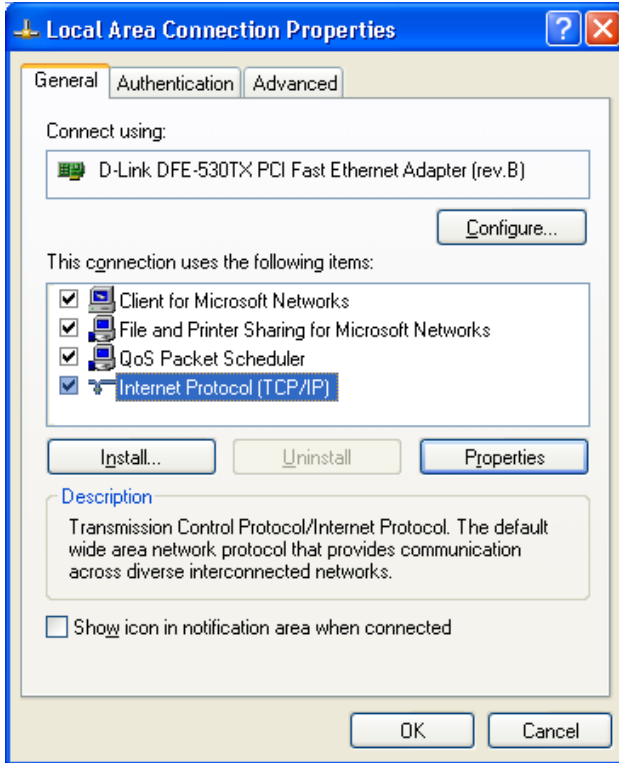 Local Area Connection Properties
General Authentication Advanced
Connect using:
D-Link DFE-530TX PCI Fast Ethernet Adapter (rev.B)
Configure...
This connection uses the following items:
Client for Microsoft Networks
File and Printer Sharing for Microsoft Networks
QoS Packet Scheduler
Internet Protocol (TCP/IP)
Install... Uninstall Properties
Description
Transmission Control Protocol/Internet Protocol. The default
wide area network protocol that provides communication
across diverse interconnected networks.
Show icon in notification area when connected
OK Cancel